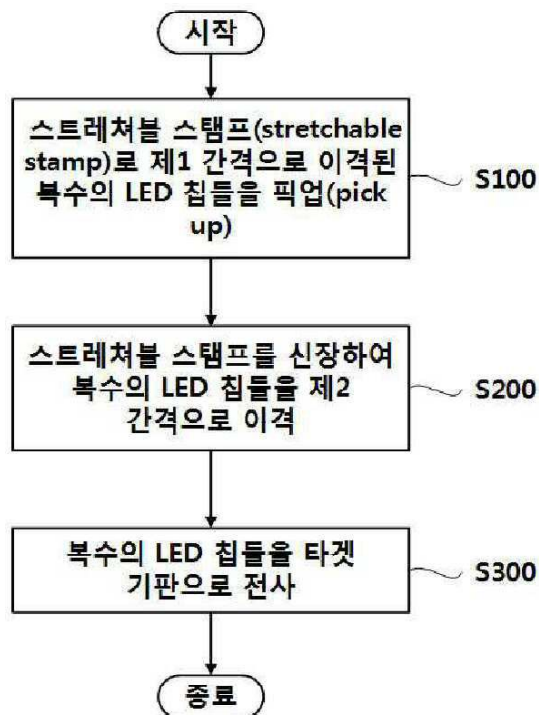 시작
스트레쳐블 스탬프(stretchable
stamp)로 제1 간격으로 이격된
복수의 LED 칩들을 픽업(pick
up)
S100
스트레쳐블 스탬프를 신장하여
복수의 LED 칩들을 제2
간격으로 이격
S200
복수의 LED 칩들을 타겟
기판으로 전사
S300
종료